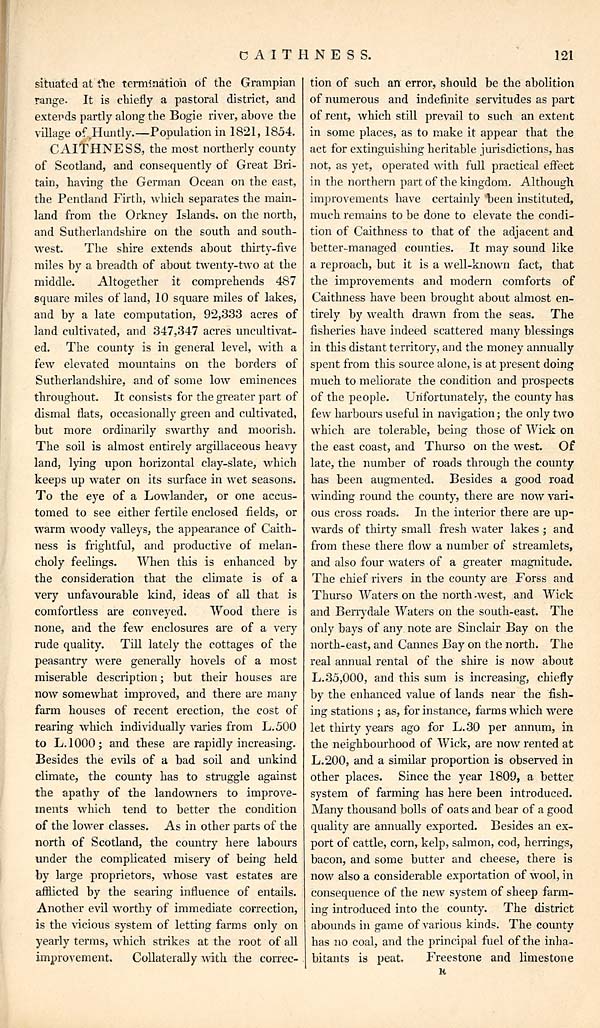 CAITHNESS. 121
situated at the termination of the Grampian
range. It is chiefly a pastoral district, and
extends partly along the Bogie river, above the
village of Huntly.—Population in 1821, 1854.
CAITHNESS, the most northerly county
of Scotland, and consequently of Great Bri-
tain, having the German Ocean on the east,
the Pentland Firth, which separates the main-
land from the Orkney Islands. on the north,
and Sutherlandshire on the south and south-
west. The shire extends about thirty-five
miles by a breadth of about twenty-two at the
middle. Altogether it comprehends 487
square miles of land, 10 square miles of lakes,
and by a late computation, 92,333 acres of
land cultivated, and 347,347 acres uncultivat-
ed. The county is in general level, with a
few elevated mountains on the borders of
Sutherlandshire, and of some low eminences
throughout. It consists for the greater part of
dismal flats, occasionally green and cultivated,
but more ordinarily swarthy and moorish.
The soil is almost entirely argillaceous heavy
land, lying upon horizontal clay-slate, which
keeps up water on its surface in wet seasons.
To the eye of a Lowlander, or one accus-
tomed to see either fertile enclosed fields, or
warm woody valleys, the appearance of Caith-
ness is frightful, and productive of melan-
choly feelings. When this is enhanced by
the consideration that the climate is of a
very unfavourable kind, ideas of all that is
comfortless are conveyed. Wood there is
none, and the few enclosures are of a very
rude quality. Till lately the cottages of the
peasantry were generally hovels of a most
miserable description; but their houses are
now somewhat improved, and there are many
farm houses of recent erection, the cost of
rearing which individually varies from L.500
to L.1000; and these are rapidly increasing.
Besides the evils of a bad soil and unkind
climate, the county has to struggle against
the apathy of the landowners to improve-
ments which tend to better the condition
of the lower classes. As in other parts of the
north of Scotland, the country here labours
under the complicated misery of being held
by large proprietors, whose vast estates are
afflicted by the searing influence of entails.
Another evil worthy of immediate correction,
is the vicious system of letting farms only on
yearly terms, which strikes at the root of all
improvement. Collaterally with the correc-
tion of such an error, should be the abolition
of numerous and indefinite servitudes as part
of rent, which still prevail to such an extent
in some places, as to make it appear that the
act for extinguishing heritable jurisdictions, has
not, as yet, operated with full practical effect
in the northern part of the kingdom. Although
improvements have certainly been instituted,
much remains to be done to elevate the condi-
tion of Caithness to that of the adjacent and
better-managed counties. It may sound like
a reproach, but it is a well-known fact, that
the improvements and modern comforts of
Caithness have been brought about almost en-
tirely by wealth drawn from the seas. The
fisheries have indeed scattered many blessings
in this distant territory, and the money annually
spent from this source alone, is at present doing
much to meliorate the condition and prospects
of the people. Unfortunately, the county has
few harbours useful in navigation; the only two
which are tolerable, being those of Wick on
the east coast, and Thurso on the west. Of
late, the number of roads through the county
has been augmented. Besides a good road
winding round the county, there are now vari-
ous cross roads. In the interior there are up-
wards of thirty small fresh water lakes; and
from these there flow a number of streamlets,
and also four waters of a greater magnitude.
The chief rivers in the county are Forss and
Thurso Waters on the north-west, and Wick
and Berrydale Waters on the south-east. The
only bays of any note are Sinclair Bay on the
north-east, and Cannes Bay on the north. The
real annual rental of the shire is now about
L.35,000, and this sum is increasing, chiefly
by the enhanced value of lands near the fish-
ing stations; as, for instance, farms which were
let thirty years ago for L.30 per annum, in
the neighbourhood of Wick, are now rented at
L.200, and a similar proportion is observed in
other places. Since the year 1809, a better
system of farming has here been introduced.
Many thousand bolls of oats and bear of a good
quality are annually exported. Besides an ex-
port of cattle, corn, kelp, salmon, cod, herrings,
bacon, and some butter and cheese, there is
now also a considerable exportation of wool, in
consequence of the new system of sheep farm-
ing introduced into the county. The district
abounds in game of various kinds. The county
has no coal, and the principal fuel of the inha-
bitants is peat. Freestone and limestone
R